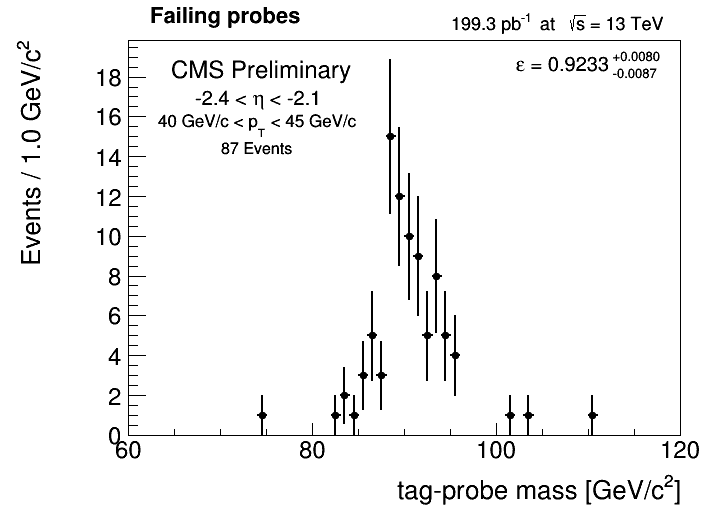 Failing probes
199.3 pb⁻¹ at √s = 13 TeV
CMS Preliminary
-2.4 < η < -2.1
40 GeV/c < p_T < 45 GeV/c
87 Events
ε = 0.9233 +0.0080 -0.0087
Events / 1.0 GeV/c²
18
16
14
12
10
8
6
4
2
0
60 80 100 120
tag-probe mass [GeV/c²]